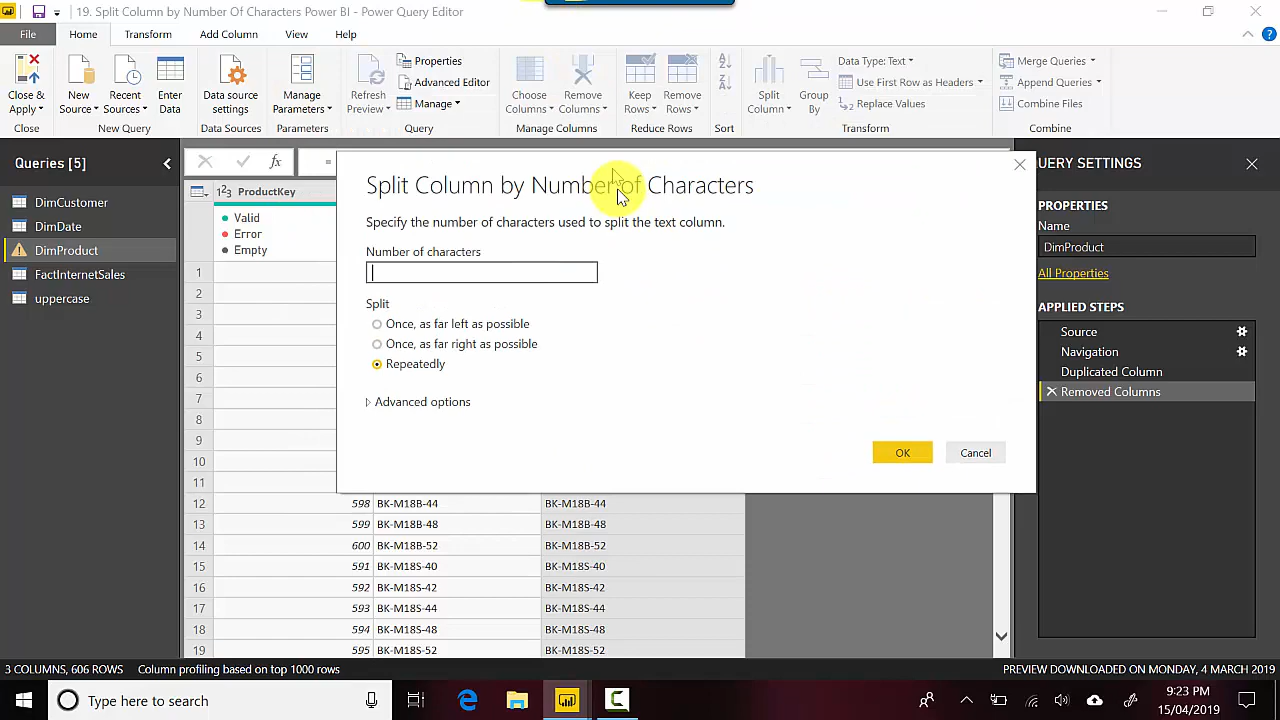 19. Split Column by Number Of Characters Power BI - Power Query Editor
File Home Transform Add Column View Help
Close & Apply
New Source
Recent Sources
Enter Data
Data source settings
Manage Parameters
Refresh Preview
Properties
Advanced Editor
Manage
Choose Columns
Remove Columns
Keep Rows
Remove Rows
Split Column
Group By
Data Type: Text
Use First Row as Headers
Replace Values
Merge Queries
Append Queries
Combine Files
Close
New Query
Data Sources
Parameters
Query
Manage Columns
Reduce Rows
Sort
Transform
Combine
Queries [5]
DimCustomer
DimDate
DimProduct
FactInternetSales
uppercase
fx =
1 2 3 ProductKey
Valid
Error
Empty
1
2
3
4
5
6
7
8
9
10
11
12 598 BK-M18B-44 BK-M18B-44
13 599 BK-M18B-48 BK-M18B-48
14 600 BK-M18B-52 BK-M18B-52
15 591 BK-M18S-40 BK-M18S-40
16 592 BK-M18S-42 BK-M18S-42
17 593 BK-M18S-44 BK-M18S-44
18 594 BK-M18S-48 BK-M18S-48
19 595 BK-M18S-52 BK-M18S-52
Split Column by Number of Characters
Specify the number of characters used to split the text column.
Number of characters
Split
Once, as far left as possible
Once, as far right as possible
Repeatedly
Advanced options
OK
Cancel
QUERY SETTINGS
PROPERTIES
Name
DimProduct
All Properties
APPLIED STEPS
Source
Navigation
Duplicated Column
Removed Columns
3 COLUMNS, 606 ROWS Column profiling based on top 1000 rows
PREVIEW DOWNLOADED ON MONDAY, 4 MARCH 2019
Type here to search
9:23 PM
15/04/2019